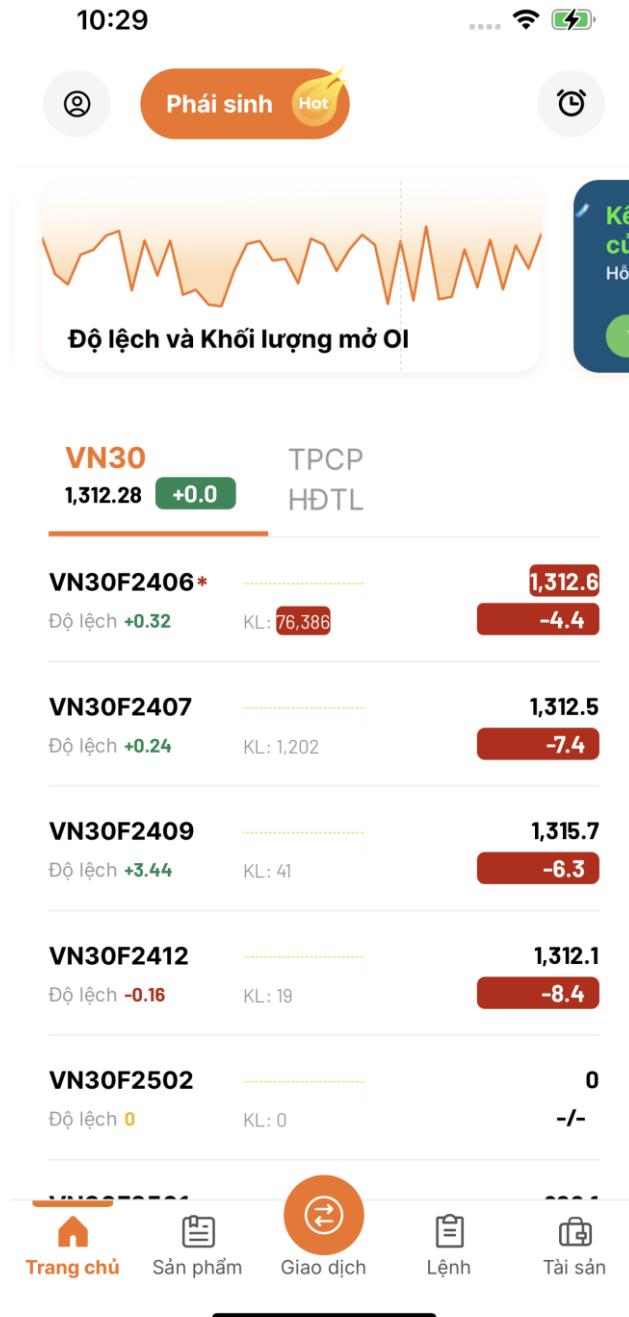 10:29
Phái sinh Hot
Độ lệch và Khối lượng mở OI
VN30
1,312.28 +0.0
TPCP
HĐTL
VN30F2406* 1,312.6
Độ lệch +0.32 KL: 76,386 -4.4
VN30F2407 1,312.5
Độ lệch +0.24 KL: 1,202 -7.4
VN30F2409 1,315.7
Độ lệch +3.44 KL: 41 -6.3
VN30F2412 1,312.1
Độ lệch -0.16 KL: 19 -8.4
VN30F2502 0
Độ lệch 0 KL: 0 -/-
Trang chủ Sản phẩm Giao dịch Lệnh Tài sản